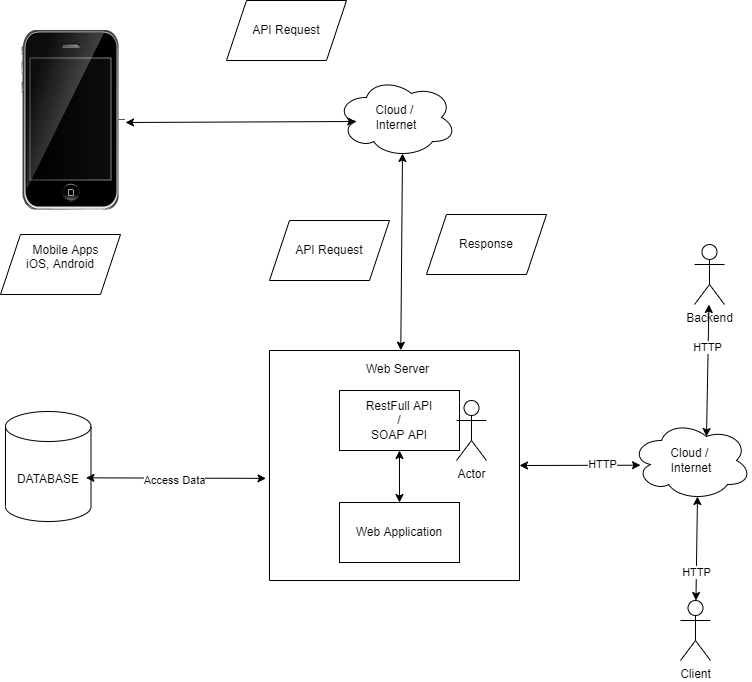 API Request
Cloud /
Internet
Mobile Apps
iOS, Android
API Request
Response
Backend
HTTP
Web Server
RestFull API
/
SOAP API
Actor
DATABASE
Access Data
HTTP
Cloud /
Internet
Web Application
HTTP
Client